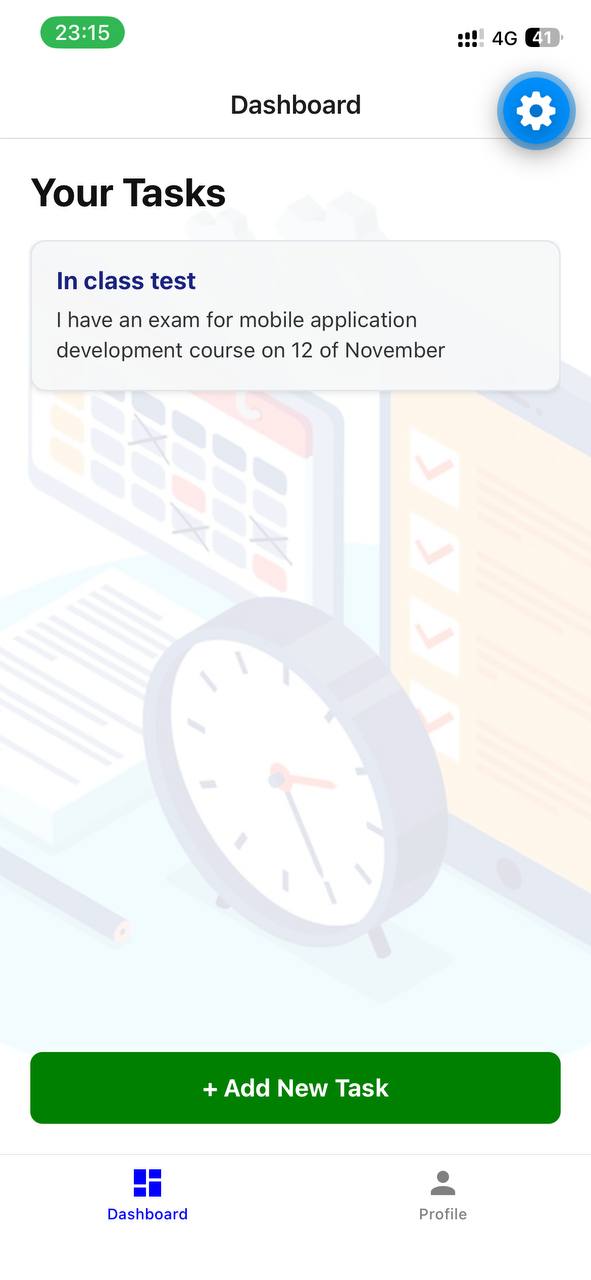 23:15
4G
41
Dashboard
Your Tasks
In class test
I have an exam for mobile application
development course on 12 of November
+ Add New Task
Dashboard
Profile